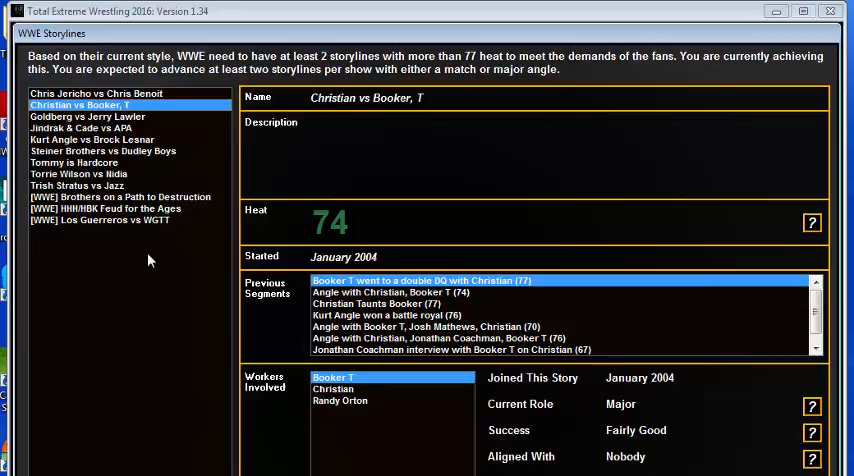 Total Extreme Wrestling 2016: Version 1.34
WWE Storylines
Based on their current style, WWE need to have at least 2 storylines with more than 77 heat to meet the demands of the fans. You are currently achieving
this. You are expected to advance at least two storylines per show with either a match or major angle.
Chris Jericho vs Chris Benoit
Christian vs Booker, T
Goldberg vs Jerry Lawler
Jindrak & Cade vs APA
Kurt Angle vs Brock Lesnar
Steiner Brothers vs Dudley Boys
Tommy is Hardcore
Torrie Wilson vs Nidia
Trish Stratus vs Jazz
[WWE] Brothers on a Path to Destruction
[WWE] HHH/HBK Feud for the Ages
[WWE] Los Guerreros vs WGTT
Name Christian vs Booker, T
Description
Heat 74 ?
Started January 2004
Previous
Segments
Booker T went to a double DQ with Christian (77)
Angle with Christian, Booker T (74)
Christian Taunts Booker (77)
Kurt Angle won a battle royal (76)
Angle with Booker T, Josh Mathews, Christian (70)
Angle with Christian, Jonathan Coachman, Booker T (76)
Jonathan Coachman interview with Booker T on Christian (67)
Workers
Involved
Booker T
Christian
Randy Orton
Joined This Story January 2004
Current Role Major ?
Success Fairly Good ?
Aligned With Nobody ?